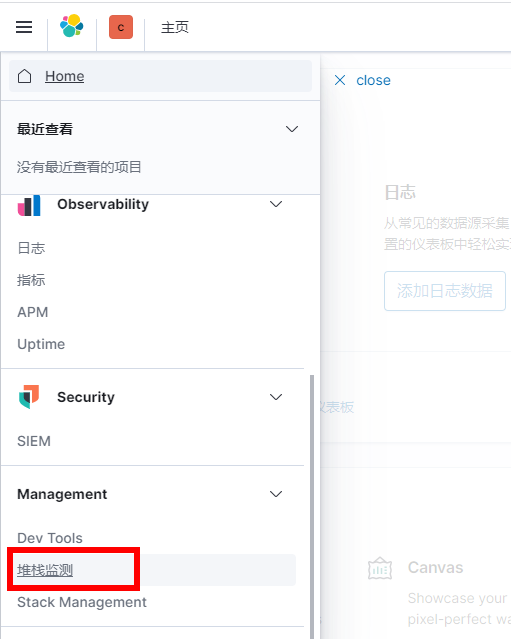 c
主页
Home
close
最近查看
没有最近查看的项目
Observability
日志
指标
APM
Uptime
Security
SIEM
Management
Dev Tools
堆栈监测
Stack Management
日志
从常见的数据源采集
置的仪表板中轻松实
添加日志数据
仪表板
Canvas
Showcase your
pixel-perfect wa